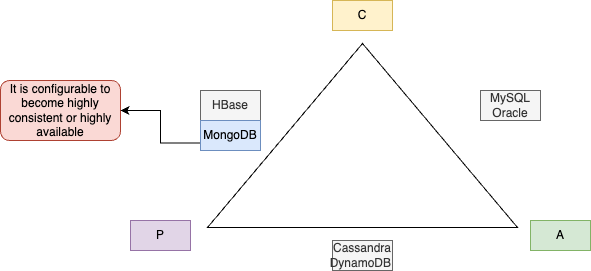 C
It is configurable to
become highly
consistent or highly
available
HBase
MongoDB
MySQL
Oracle
P
A
Cassandra
DynamoDB